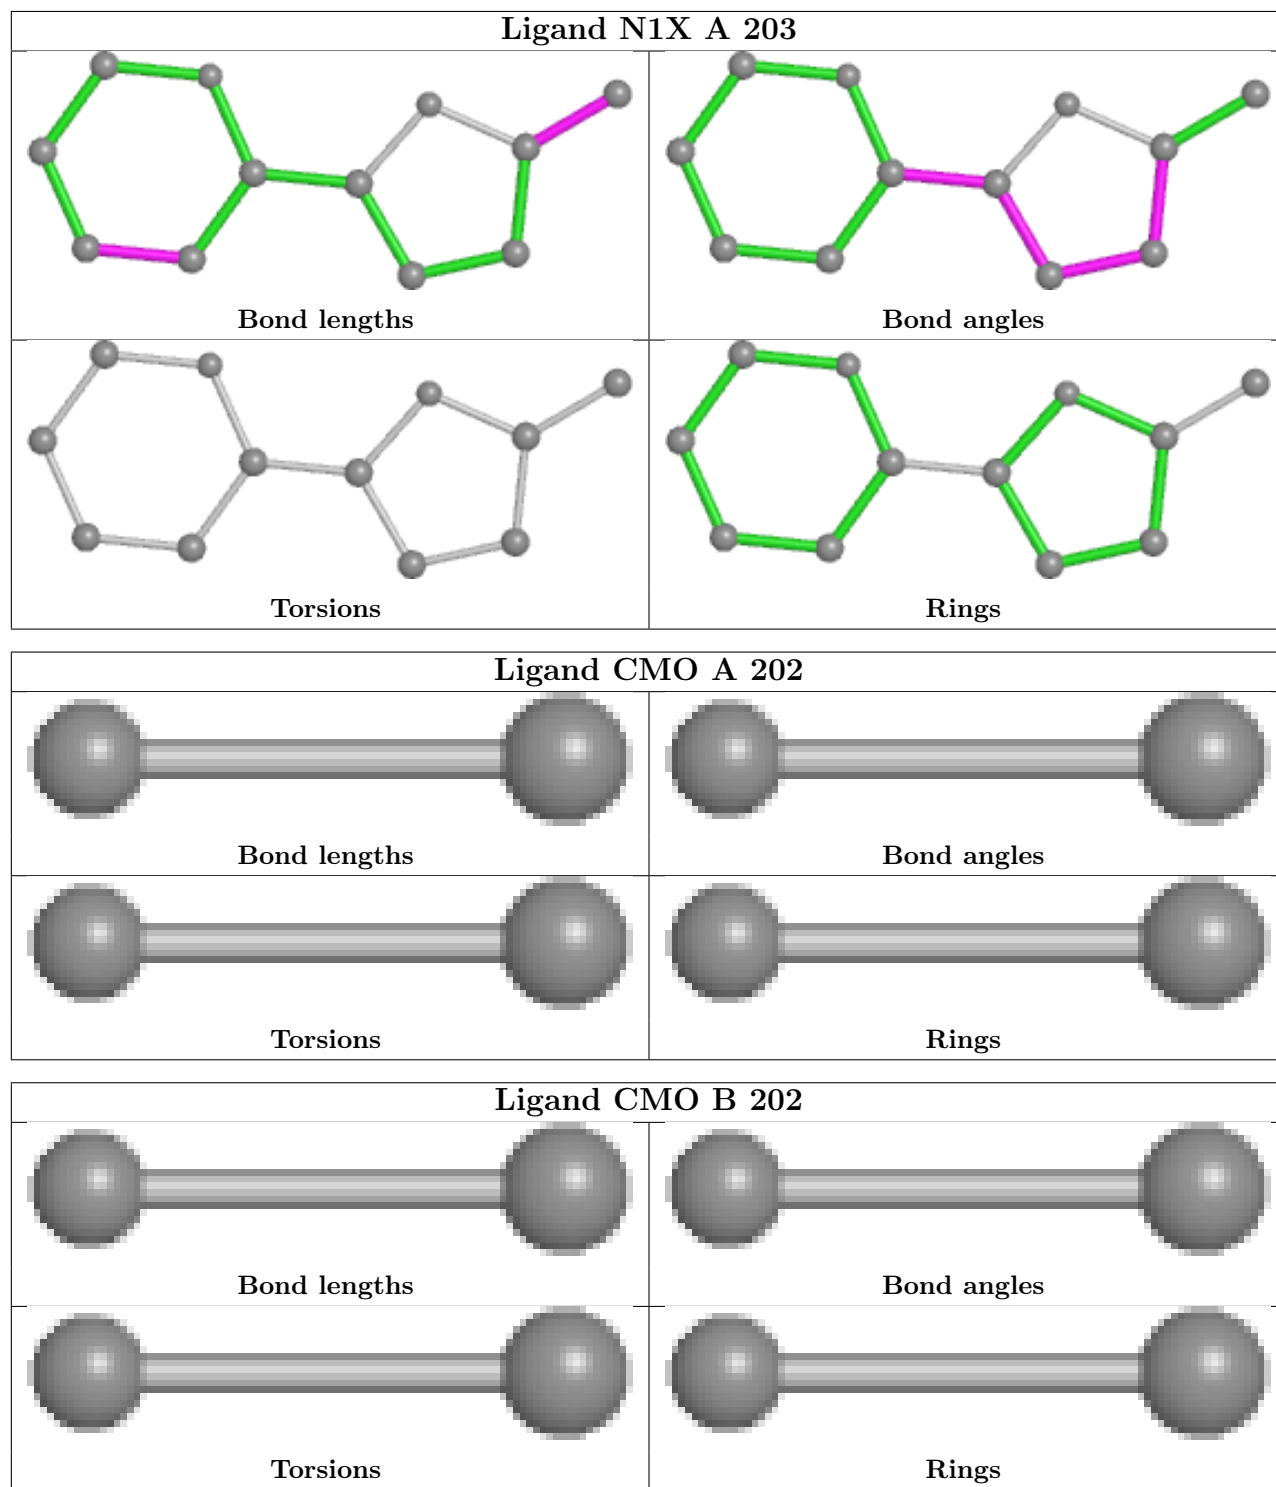 Ligand N1X A 203
Bond lengths
Bond angles
Torsions
Rings
Ligand CMO A 202
Bond lengths
Bond angles
Torsions
Rings
Ligand CMO B 202
Bond lengths
Bond angles
Torsions
Rings